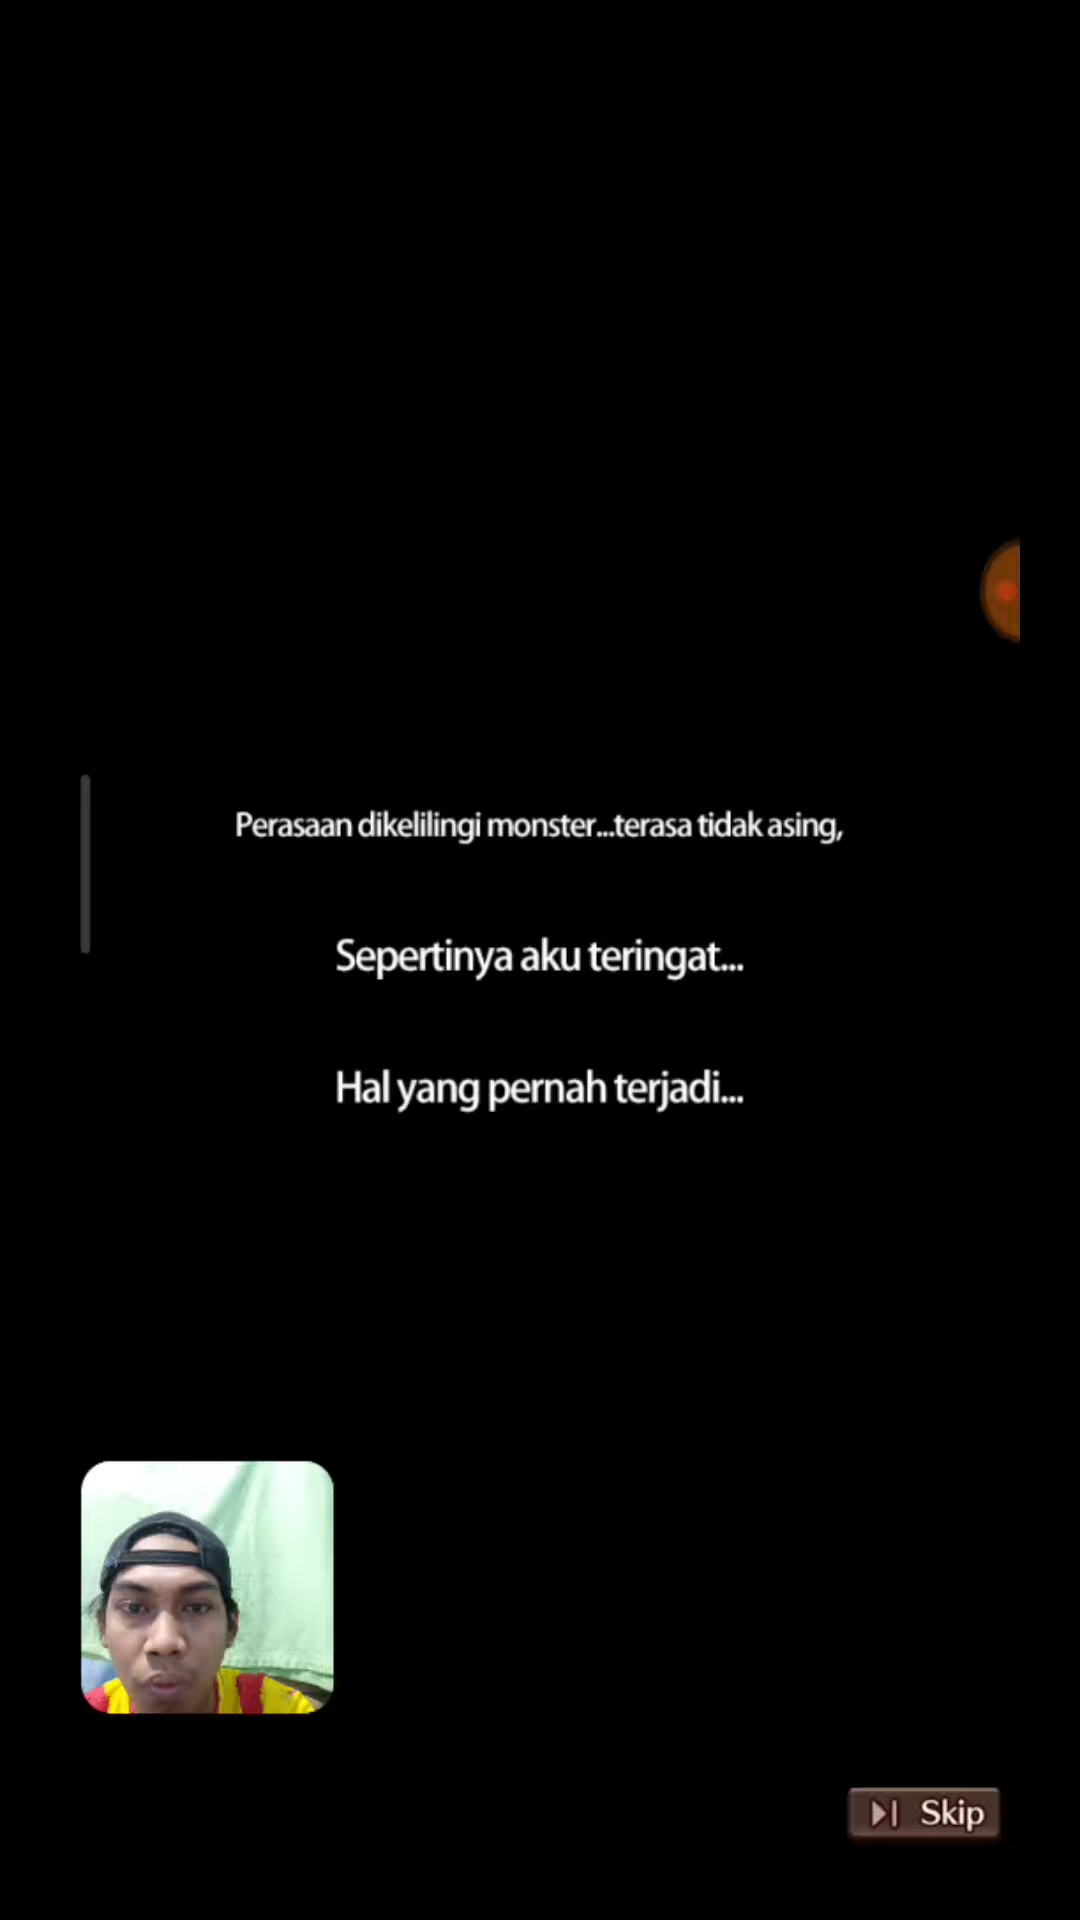 Perasaan dikelilingi monster...terasa tidak asing,
Sepertinya aku teringat...
Hal yang pernah terjadi...
Skip